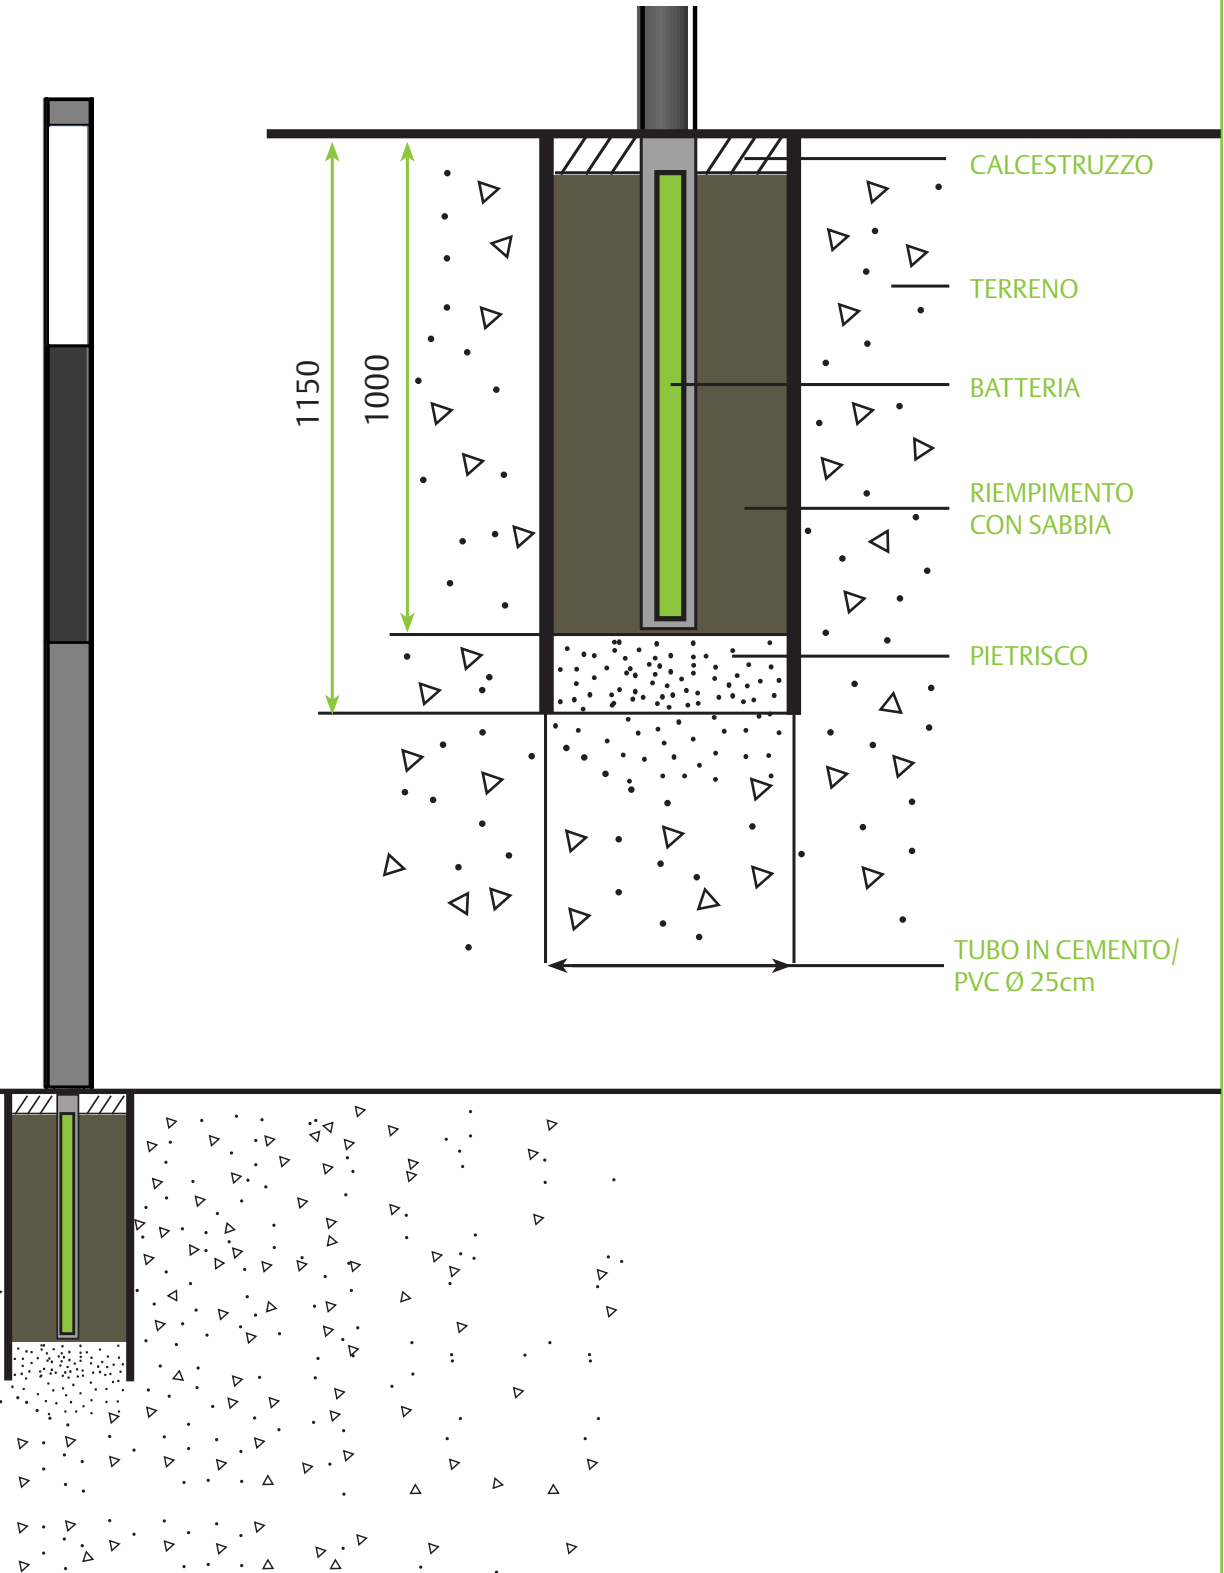 CALCESTRUZZO
TERRENO
1150
1000
BATTERIA
RIEMPIMENTO
CON SABBIA
PIETRISCO
TUBO IN CEMENTO/
PVC Ø 25cm